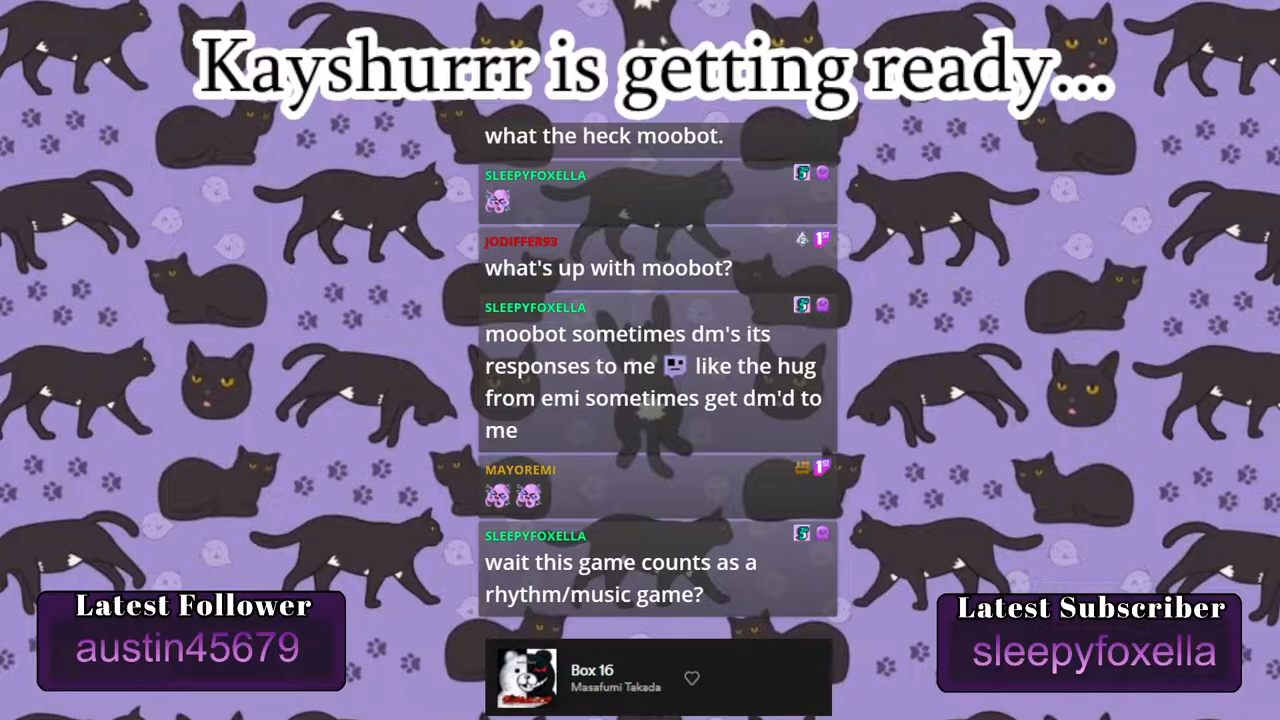 Kayshurrr is getting ready...
what the heck moobot.
SLEEPYFOXELLA
JODIFFER93
1ST
what's up with moobot?
SLEEPYFOXELLA
moobot sometimes dm's its
responses to me like the hug
from emi sometimes get dm'd to
me
MAYOREMI
1ST
SLEEPYFOXELLA
wait this game counts as a
rhythm/music game?
Latest Follower
austin45679
Latest Subscriber
sleepyfoxella
Box 16
Masafumi Takada